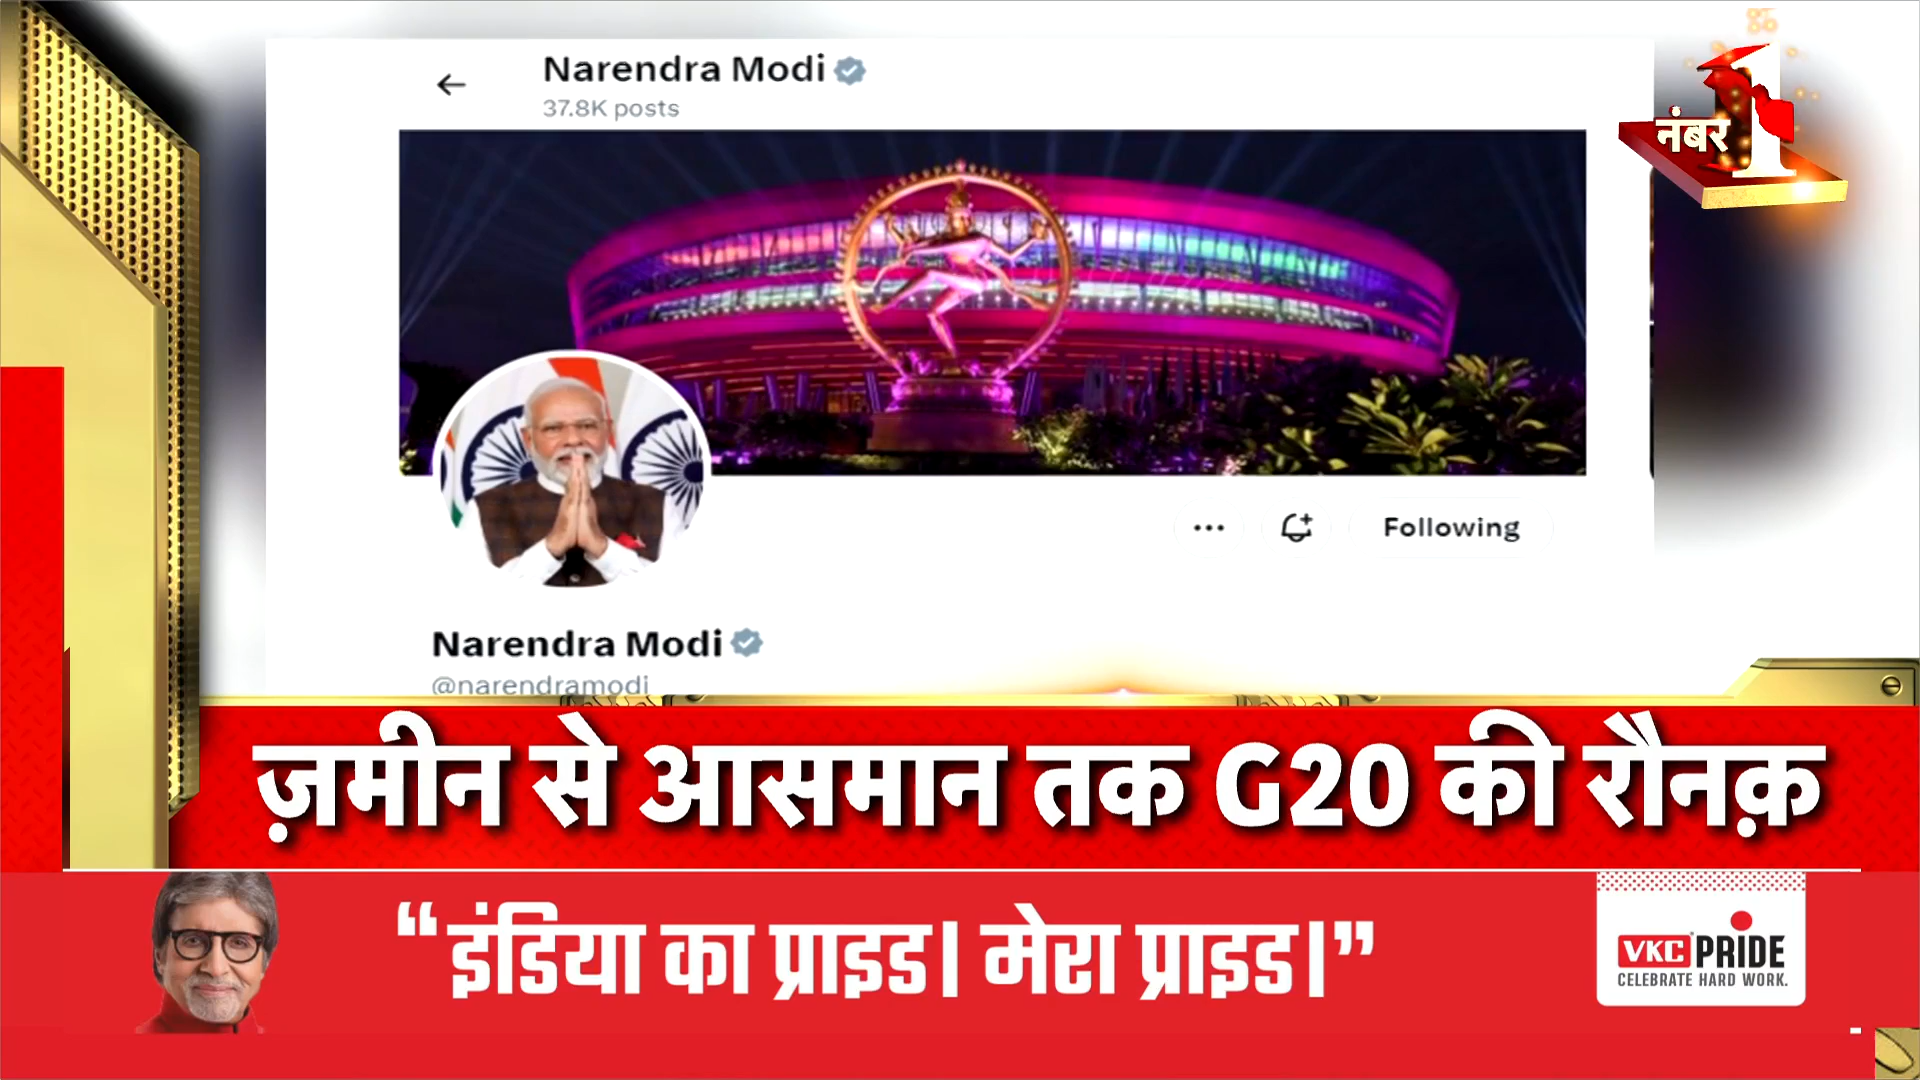 Narendra Modi
37.8K posts
नंबर 1
Following
Narendra Modi
@narendramodi
ज़मीन से आसमान तक G20 की रौनक़
“इंडिया का प्राइड। मेरा प्राइड।”
VKC PRIDE
CELEBRATE HARD WORK.